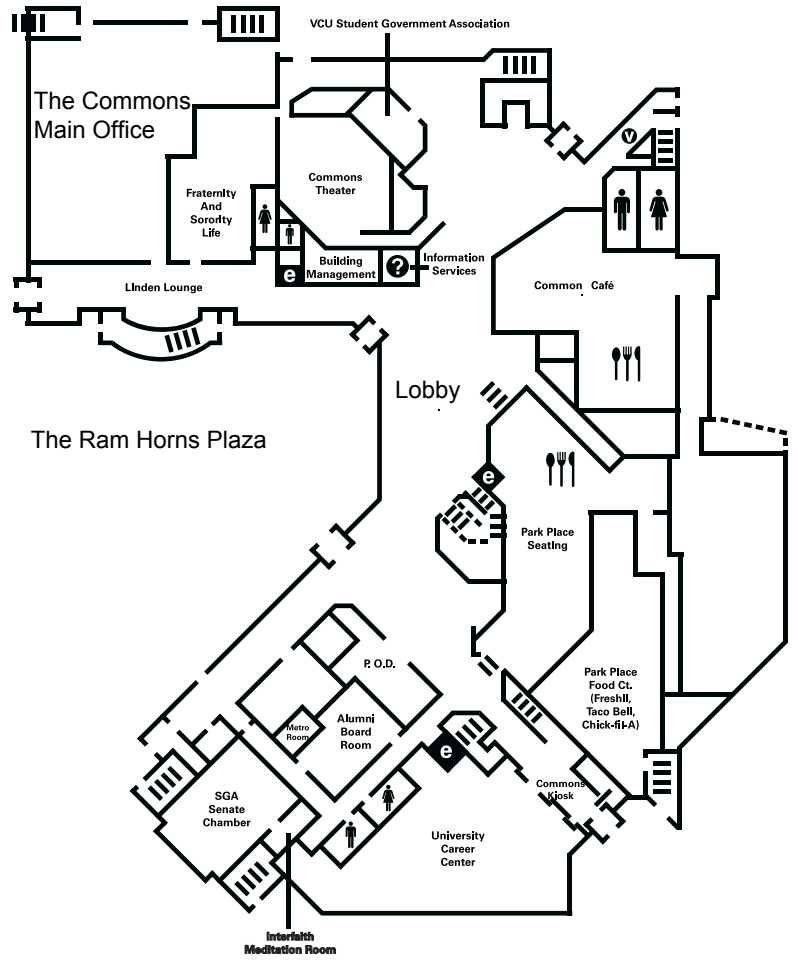 VCU Student Government Association
The Commons
Main Office
V
Commons
Theater
Fraternity
And
Sorority
Life
Building
Management
?
Information
Services
e
Linden Lounge
Common Café
Lobby
The Ram Horns Plaza
e
Park Place
Seating
P. O.D.
Park Place
Food Ct.
(Freshii,
Taco Bell,
Chick-fil-A)
Metro
Room
Alumni
Board
Room
e
SGA
Senate
Chamber
Commons
Kiosk
University
Career
Center
Interfaith
Meditation Room